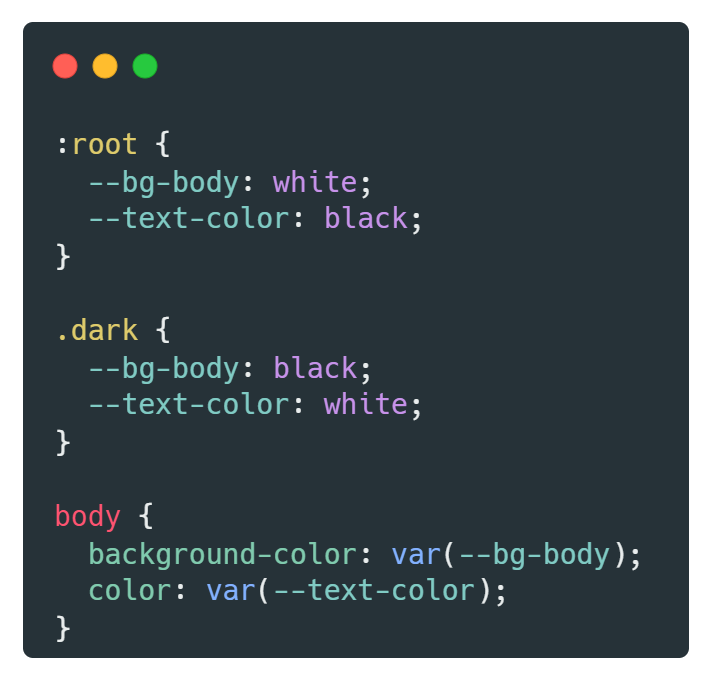 :root {
  --bg-body: white;
  --text-color: black;
}

.dark {
  --bg-body: black;
  --text-color: white;
}

body {
  background-color: var(--bg-body);
  color: var(--text-color);
}